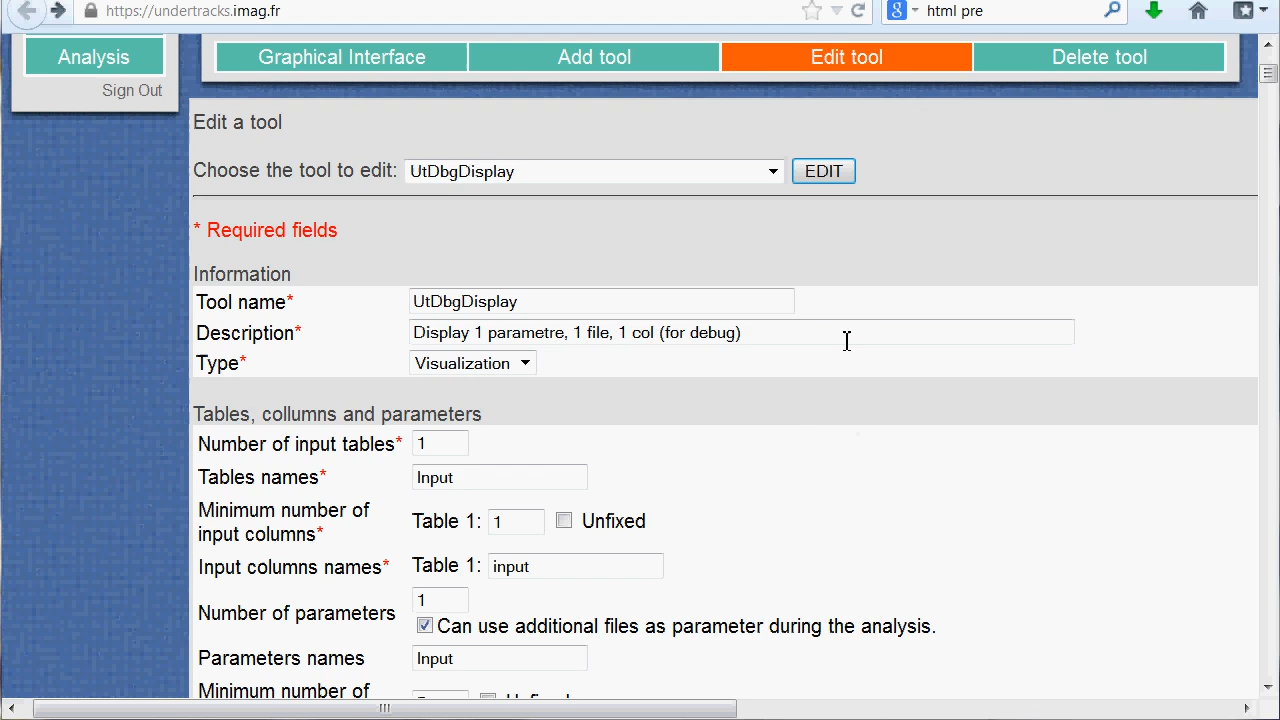 https://undertracks.imag.fr
html pre
Analysis
Sign Out
Graphical Interface Add tool Edit tool Delete tool
Edit a tool
Choose the tool to edit: UtDbgDisplay EDIT
* Required fields
Information
Tool name* UtDbgDisplay
Description* Display 1 parametre, 1 file, 1 col (for debug)
Type* Visualization
Tables, collumns and parameters
Number of input tables* 1
Tables names* Input
Minimum number of
input columns* Table 1: 1 Unfixed
Input columns names* Table 1: input
Number of parameters 1
Can use additional files as parameter during the analysis.
Parameters names Input
Minimum number of